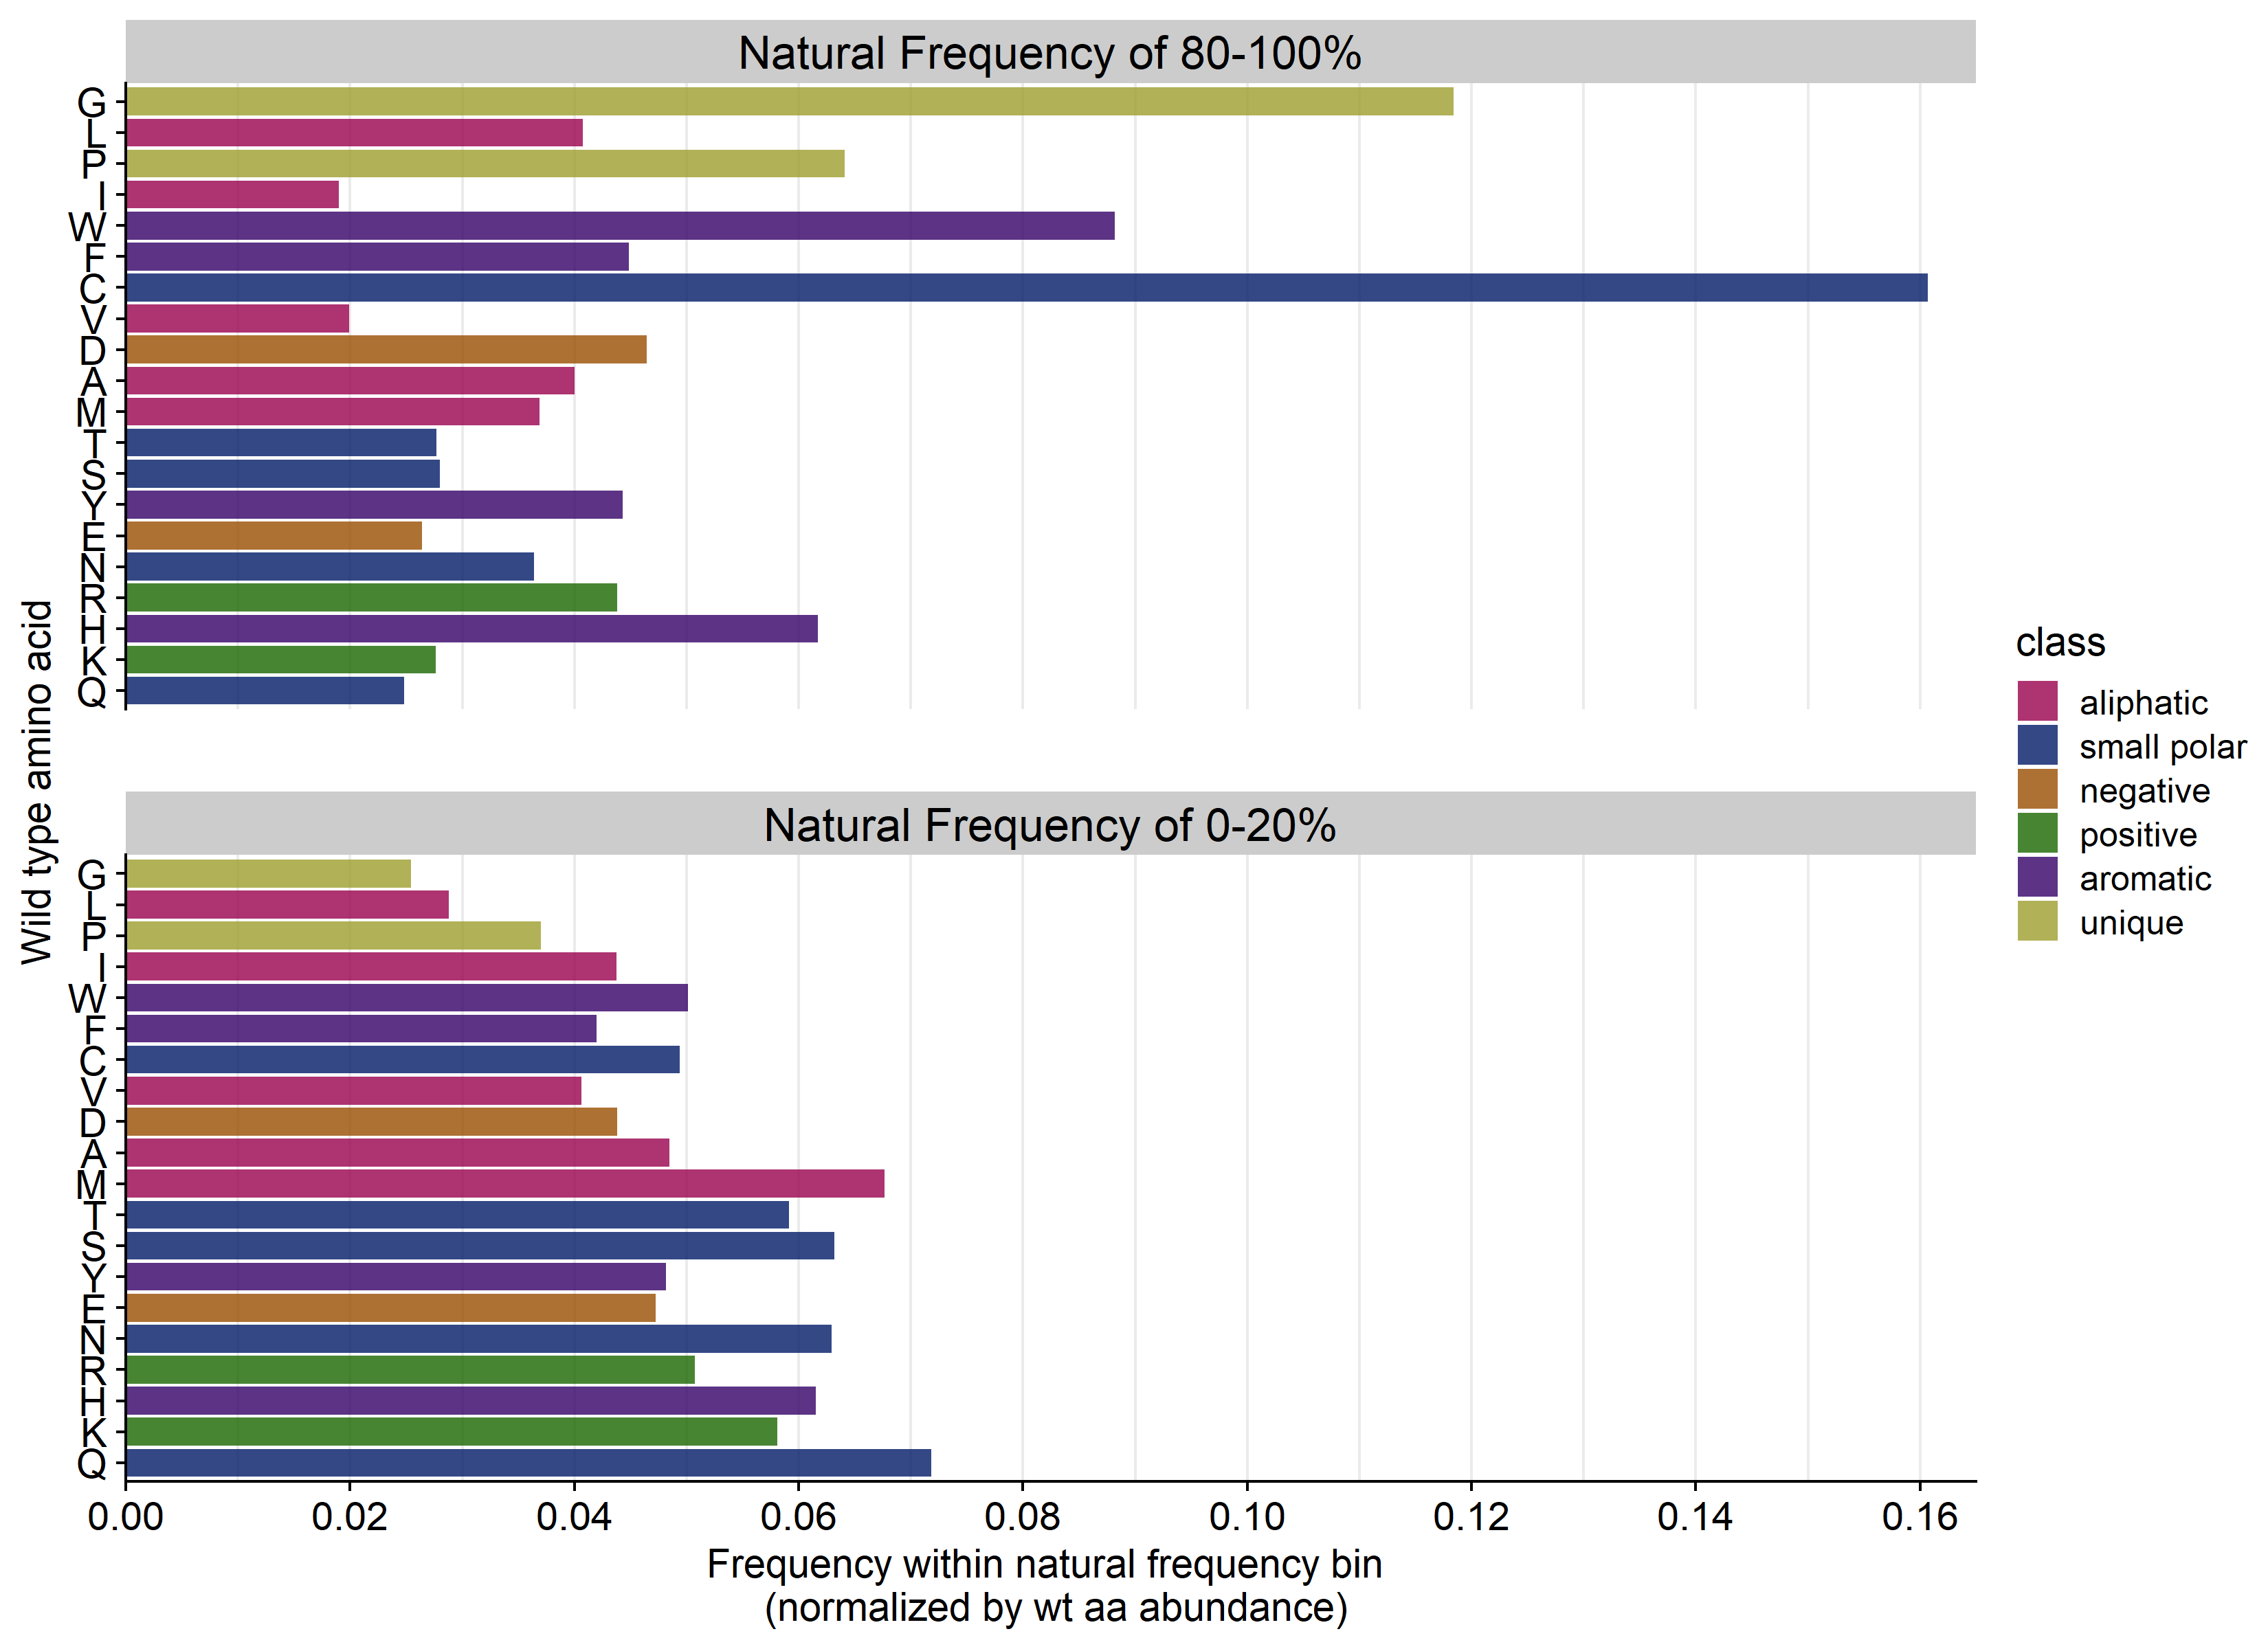 Natural Frequency of 80-100%
G
L
P
I
W
F
C
V
D
A
M
T
S
Y
E
N
R
H
K
Q
Wild type amino acid
class
aliphatic
small polar
negative
positive
aromatic
unique
Natural Frequency of 0-20%
G
L
P
I
W
F
C
V
D
A
M
T
S
Y
E
N
R
H
K
Q
0.00 0.02 0.04 0.06 0.08 0.10 0.12 0.14 0.16
Frequency within natural frequency bin
(normalized by wt aa abundance)